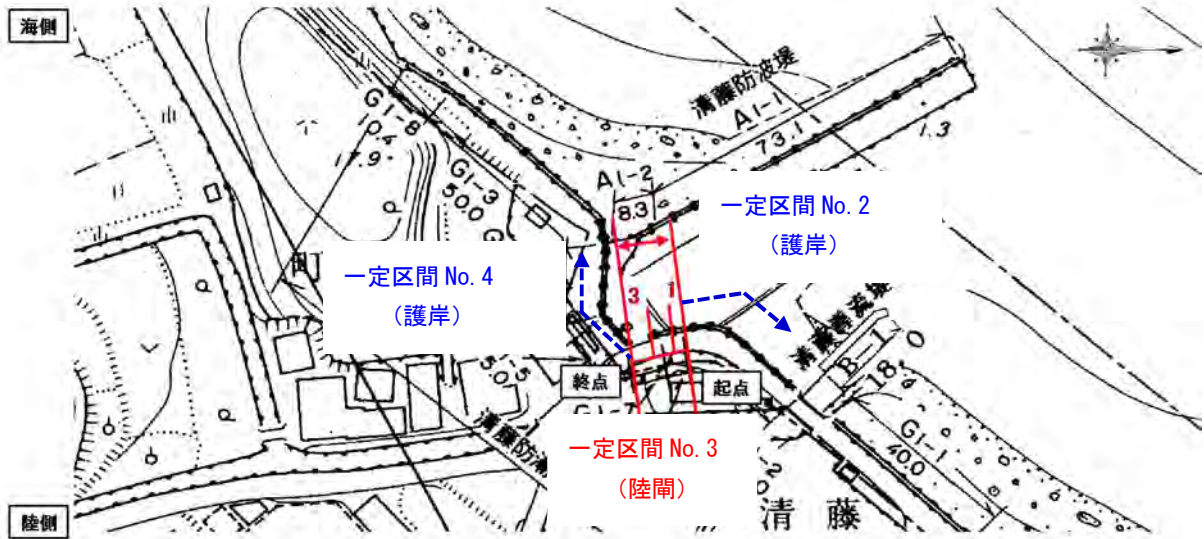 海側
清藤防波堤
A1-1
73.1
1.3
G1-8
10.4
17.9
G1-3
50.0
A1-2
8.3
一定区間 No. 2
(護岸)
町
一定区間 No. 4
(護岸)
3
1
終点
起点
B-1
18.0
G1-7
G1-1
40.0
一定区間 No. 3
(陸閘)
陸側
清藤